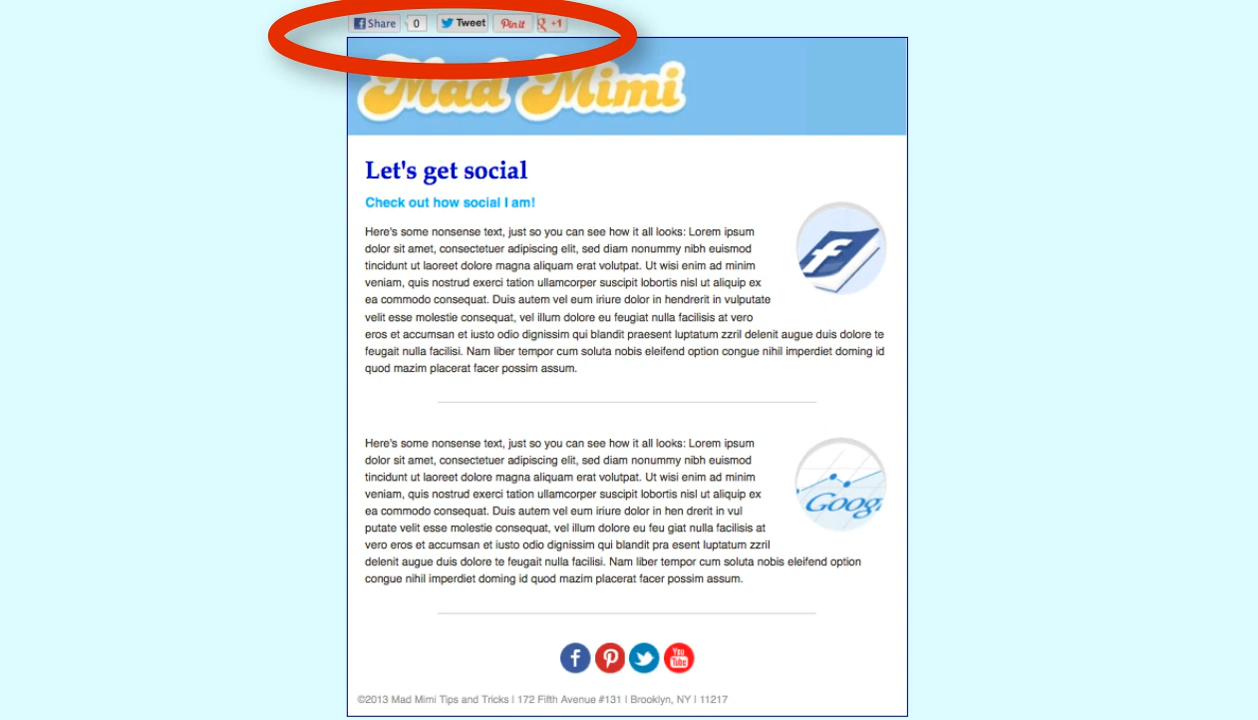 f Share 0 Tweet Pin it g +1
Mad Mimi
Let's get social
Check out how social I am!
Here's some nonsense text, just so you can see how it all looks: Lorem ipsum
dolor sit amet, consectetuer adipiscing elit, sed diam nonummy nibh euismod
tincidunt ut laoreet dolore magna aliquam erat volutpat. Ut wisi enim ad minim
veniam, quis nostrud exerci tation ullamcorper suscipit lobortis nisl ut aliquip ex
ea commodo consequat. Duis autem vel eum iriure dolor in hendrerit in vulputate
velit esse molestie consequat, vel illum dolore eu feugiat nulla facilisis at vero
eros et accumsan et iusto odio dignissim qui blandit praesent luptatum zzril delenit augue duis dolore te
feugait nulla facilisi. Nam liber tempor cum soluta nobis eleifend option congue nihil imperdiet doming id
quod mazim placerat facer possim assum.
f
Here's some nonsense text, just so you can see how it all looks: Lorem ipsum
dolor sit amet, consectetuer adipiscing elit, sed diam nonummy nibh euismod
tincidunt ut laoreet dolore magna aliquam erat volutpat. Ut wisi enim ad minim
veniam, quis nostrud exerci tation ullamcorper suscipit lobortis nisl ut aliquip ex
ea commodo consequat. Duis autem vel eum iriure dolor in hen drerit in vul
putate velit esse molestie consequat, vel illum dolore eu feu giat nulla facilisis at
vero eros et accumsan et iusto odio dignissim qui blandit pra esent luptatum zzril
delenit augue duis dolore te feugait nulla facilisi. Nam liber tempor cum soluta nobis eleifend option
congue nihil imperdiet doming id quod mazim placerat facer possim assum.
Goog
f You Tube
©2013 Mad Mimi Tips and Tricks | 172 Fifth Avenue #131 | Brooklyn, NY | 11217